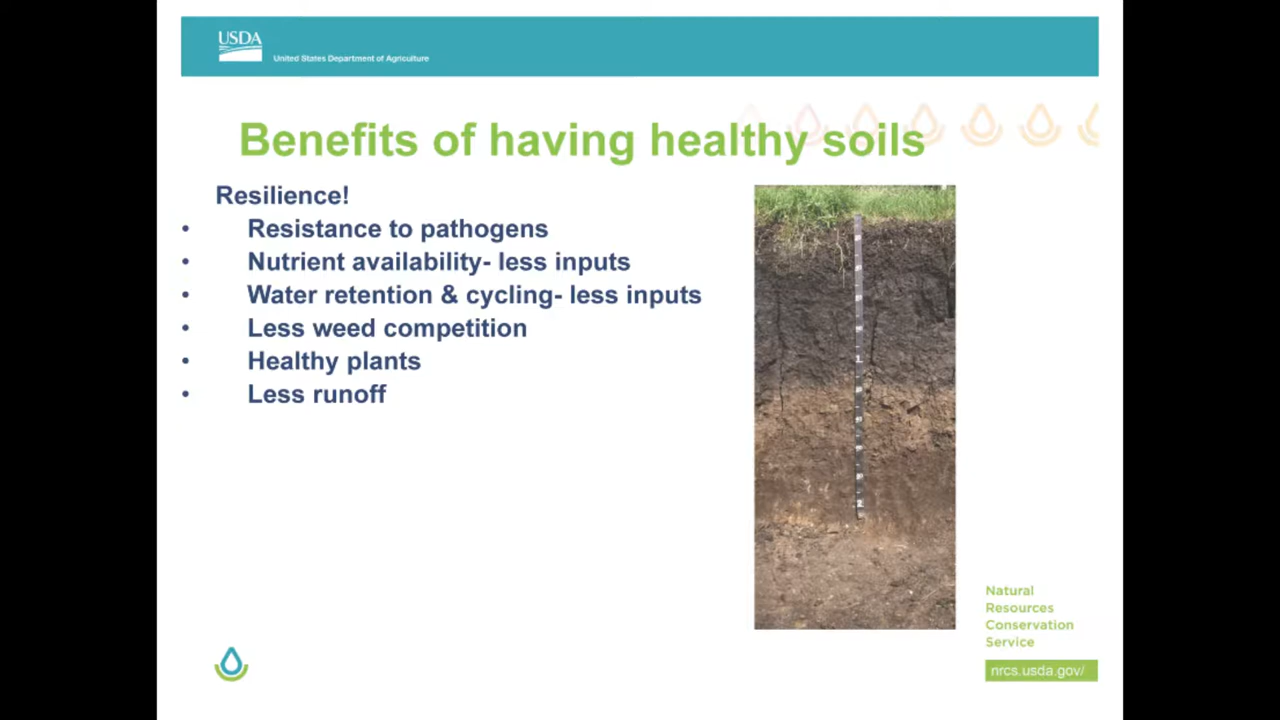 USDA
United States Department of Agriculture
Benefits of having healthy soils
Resilience!
• Resistance to pathogens
• Nutrient availability- less inputs
• Water retention & cycling- less inputs
• Less weed competition
• Healthy plants
• Less runoff
Natural
Resources
Conservation
Service
nrcs.usda.gov/